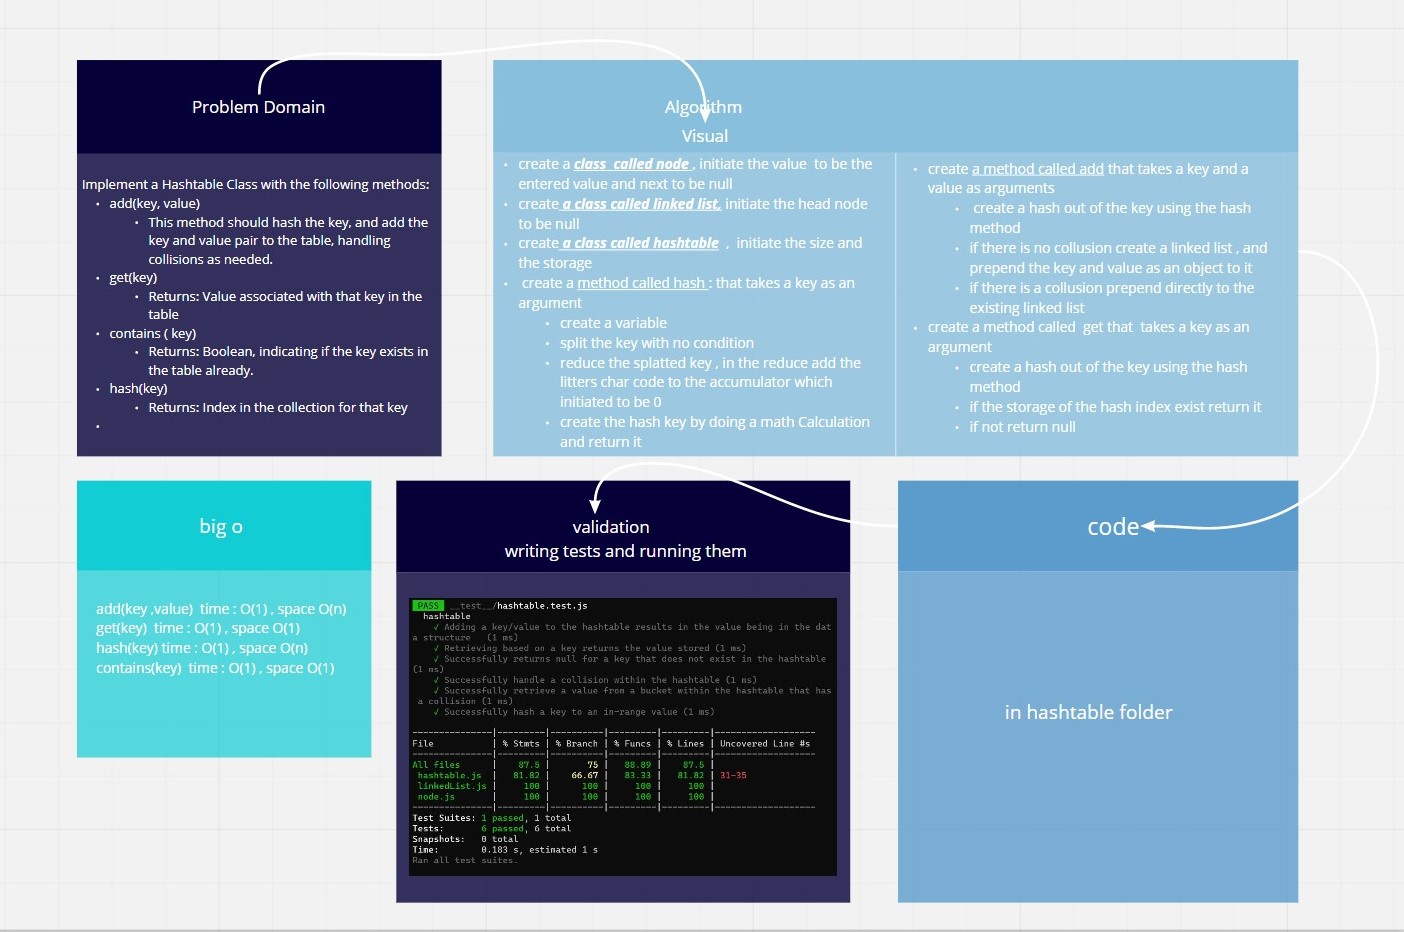 Problem Domain
Implement a Hashtable Class with the following methods:
• add(key, value)
• This method should hash the key, and add the
key and value pair to the table, handling
collisions as needed.
• get(key)
• Returns: Value associated with that key in the
table
• contains ( key)
• Returns: Boolean, indicating if the key exists in
the table already.
• hash(key)
• Returns: Index in the collection for that key
•
Algorithm
Visual
• create a class called node , initiate the value to be the
entered value and next to be null
• create a class called linked list, initiate the head node
to be null
• create a class called hashtable , initiate the size and
the storage
• create a method called hash : that takes a key as an
argument
• create a variable
• split the key with no condition
• reduce the splatted key , in the reduce add the
litters char code to the accumulator which
initiated to be 0
• create the hash key by doing a math Calculation
and return it
• create a method called add that takes a key and a
value as arguments
• create a hash out of the key using the hash
method
• if there is no collusion create a linked list , and
prepend the key and value as an object to it
• if there is a collusion prepend directly to the
existing linked list
• create a method called get that takes a key as an
argument
• create a hash out of the key using the hash
method
• if the storage of the hash index exist return it
• if not return null
big o
add(key ,value) time : O(1) , space O(n)
get(key) time : O(1) , space O(1)
hash(key) time : O(1) , space O(n)
contains(key) time : O(1) , space O(1)
validation
writing tests and running them
PASS __test__/hashtable.test.js
hashtable
√ Adding a key/value to the hashtable results in the value being in the dat
a structure (1 ms)
√ Retrieving based on a key returns the value stored (1 ms)
√ Successfully returns null for a key that does not exist in the hashtable
(1 ms)
√ Successfully handle a collision within the hashtable (1 ms)
√ Successfully retrieve a value from a bucket within the hashtable that has
a collision (1 ms)
√ Successfully hash a key to an in-range value (1 ms)
---------------|---------|----------|---------|---------|-------------------
File | % Stmts | % Branch | % Funcs | % Lines | Uncovered Line #s
---------------|---------|----------|---------|---------|-------------------
All files | 87.5 | 75 | 88.89 | 87.5 |
hashtable.js | 81.82 | 66.67 | 83.33 | 81.82 | 31-35
linkedList.js | 100 | 100 | 100 | 100 |
node.js | 100 | 100 | 100 | 100 |
---------------|---------|----------|---------|---------|-------------------
Test Suites: 1 passed, 1 total
Tests: 6 passed, 6 total
Snapshots: 0 total
Time: 0.183 s, estimated 1 s
Ran all test suites.
code
in hashtable folder